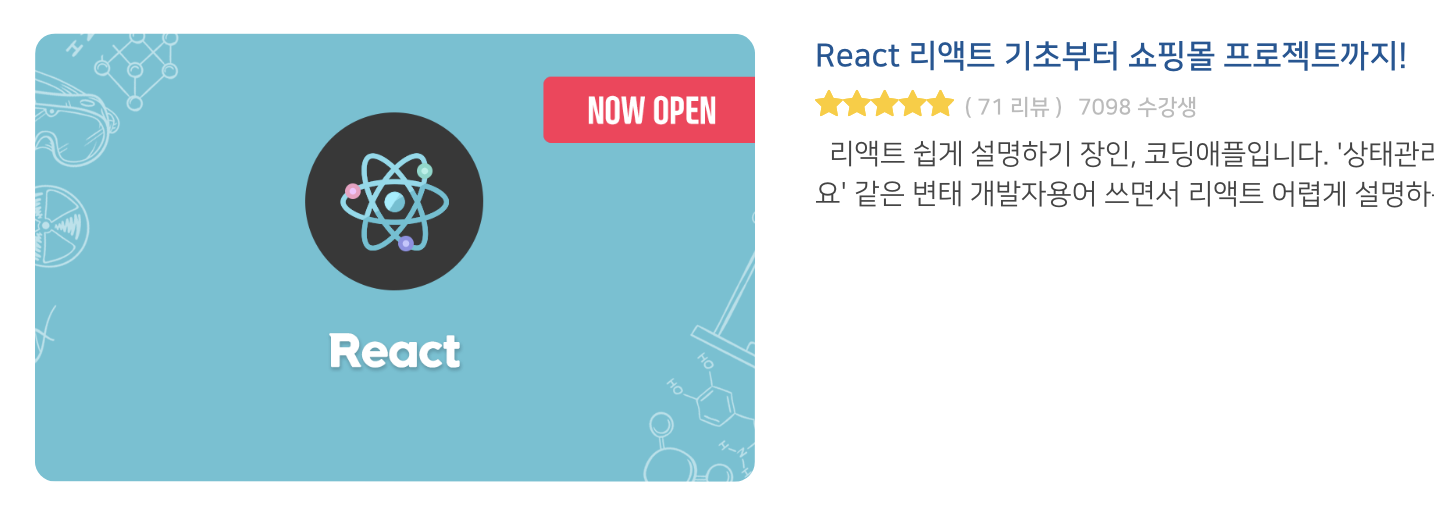 NOW OPEN
React
HO
HO
H-N-H
H
React 리액트 기초부터 쇼핑몰 프로젝트까지!
( 71 리뷰 ) 7098 수강생
리액트 쉽게 설명하기 장인, 코딩애플입니다. '상태관
요' 같은 변태 개발자용어 쓰면서 리액트 어렵게 설명하